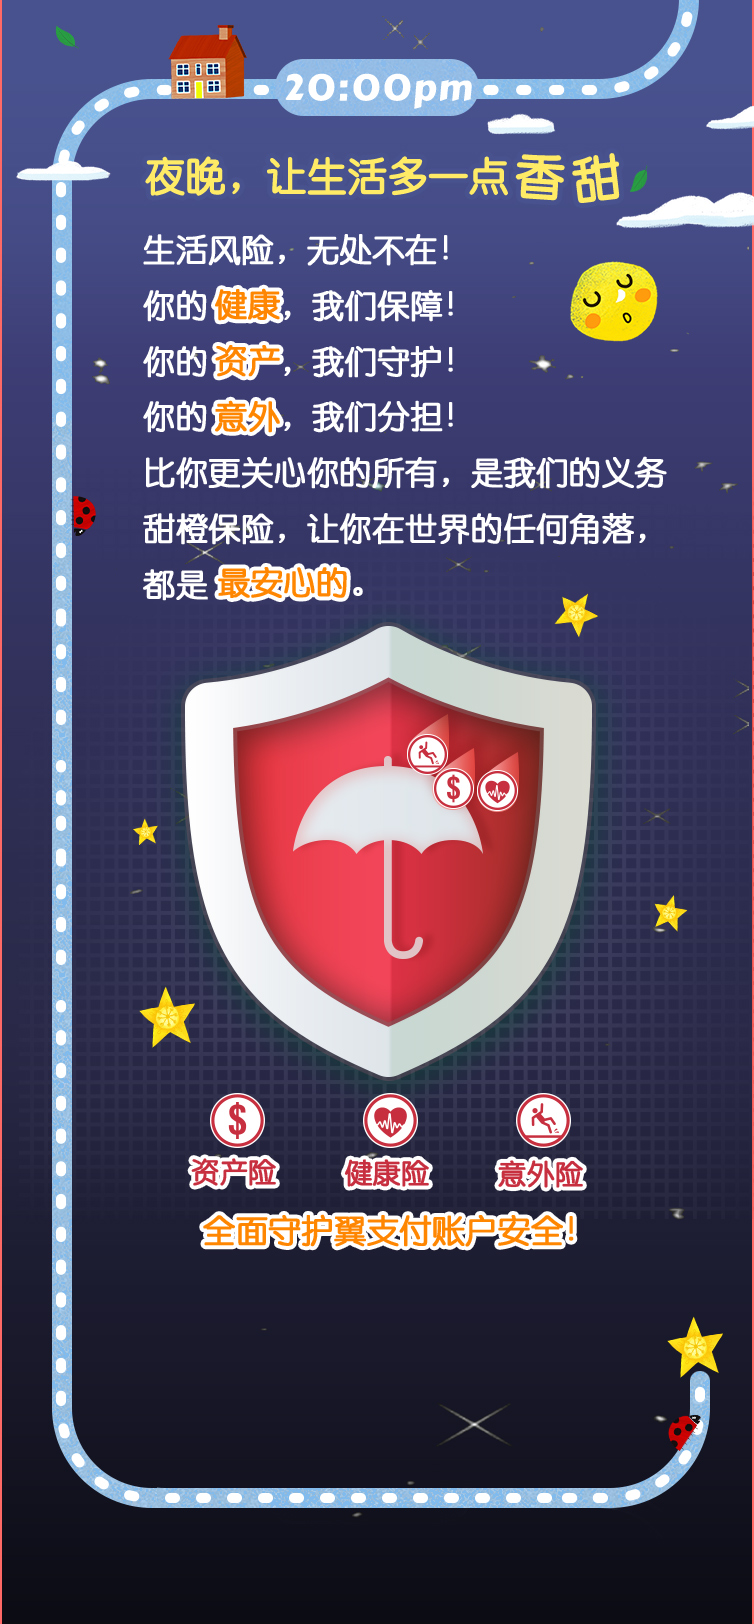 20:00pm
夜晚，让生活多一点香甜
生活风险，无处不在！
你的健康，我们保障！
你的资产，我们守护！
你的意外，我们分担！
比你更关心你的所有，是我们的义务
甜橙保险，让你在世界的任何角落，
都是最安心的。
$
$
资产险 健康险 意外险
全面守护翼支付账户安全！